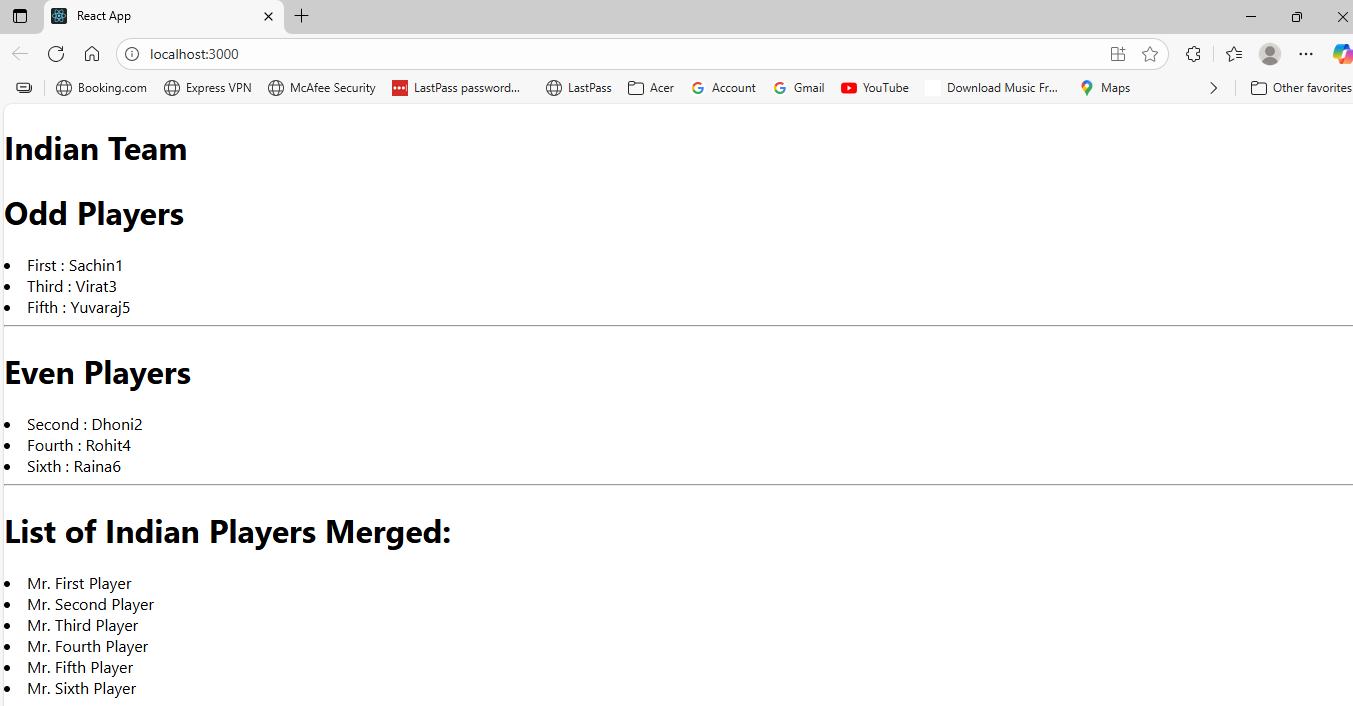 React App
localhost:3000
Booking.com Express VPN McAfee Security LastPass password... LastPass Acer Account Gmail YouTube Download Music Fr... Maps Other favorites
Indian Team
Odd Players
First : Sachin1
Third : Virat3
Fifth : Yuvaraj5
Even Players
Second : Dhoni2
Fourth : Rohit4
Sixth : Raina6
List of Indian Players Merged:
Mr. First Player
Mr. Second Player
Mr. Third Player
Mr. Fourth Player
Mr. Fifth Player
Mr. Sixth Player